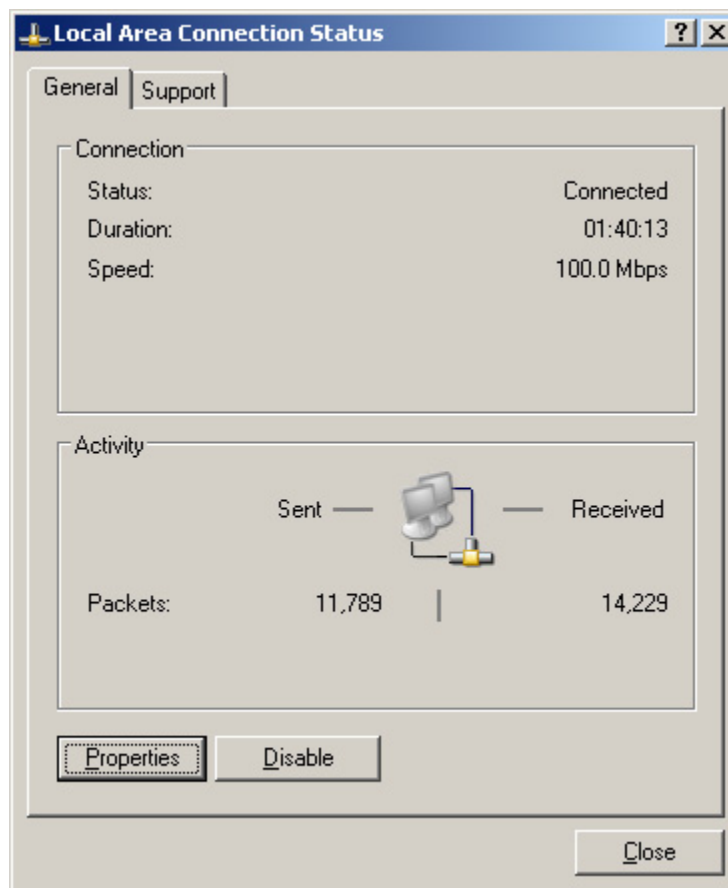 Local Area Connection Status
General Support
Connection
Status: Connected
Duration: 01:40:13
Speed: 100.0 Mbps
Activity
Sent Received
Packets: 11,789 14,229
Properties Disable
Close